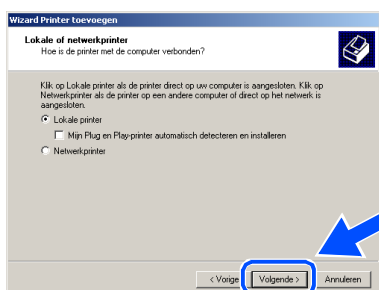 Wizard Printer toevoegen
Lokale of netwerkprinter
Hoe is de printer met de computer verbonden?
Klik op Lokale printer als de printer direct op uw computer is aangesloten. Klik op
Netwerkprinter als de printer op een andere computer of direct op het netwerk is
aangesloten.
Lokale printer
Mijn Plug en Play-printer automatisch detecteren en installeren
Netwerkprinter
< Vorige
Volgende >
Annuleren